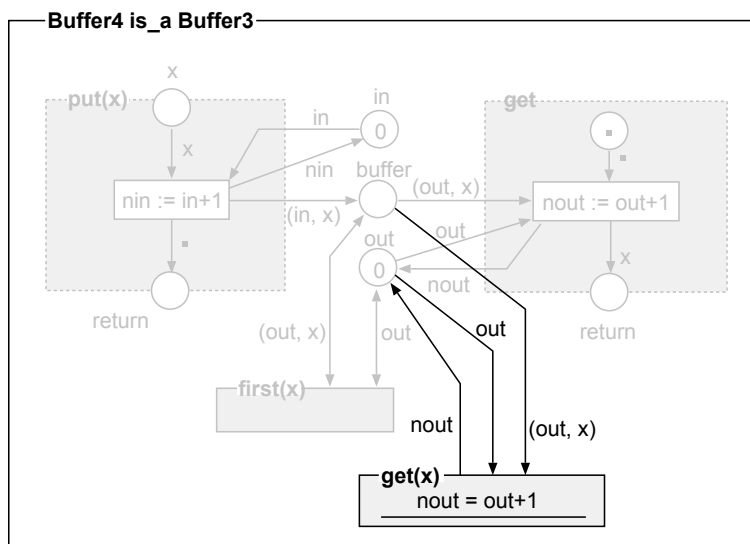 Buffer4 is_a Buffer3
x
put(x)
in
get
in
0
x
nin
buffer
nin := in+1
(in, x)
(out, x)
nout := out+1
out
out
0
nout
x
return
return
(out, x)
out
out
first(x)
nout
(out, x)
get(x)
nout = out+1